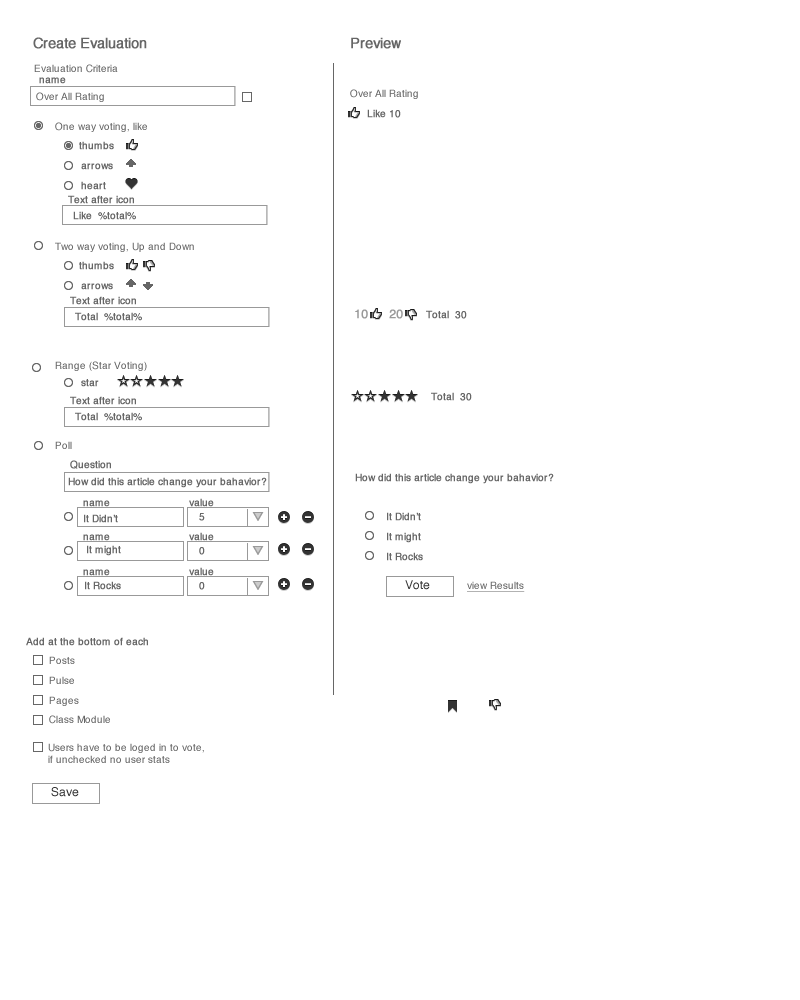 Create Evaluation
Evaluation Criteria
name
Over All Rating
One way voting, like
thumbs
arrows
heart
Text after icon
Like %total%
Two way voting, Up and Down
thumbs
arrows
Text after icon
Total %total%
Range (Star Voting)
star
Text after icon
Total %total%
Poll
Question
How did this article change your bahavior?
name value
It Didn't 5
name value
It might 0
name value
It Rocks 0
Add at the bottom of each
Posts
Pulse
Pages
Class Module
Users have to be loged in to vote,
if unchecked no user stats
Save
Preview
Over All Rating
Like 10
10 20 Total 30
Total 30
How did this article change your bahavior?
It Didn't
It might
It Rocks
Vote view Results